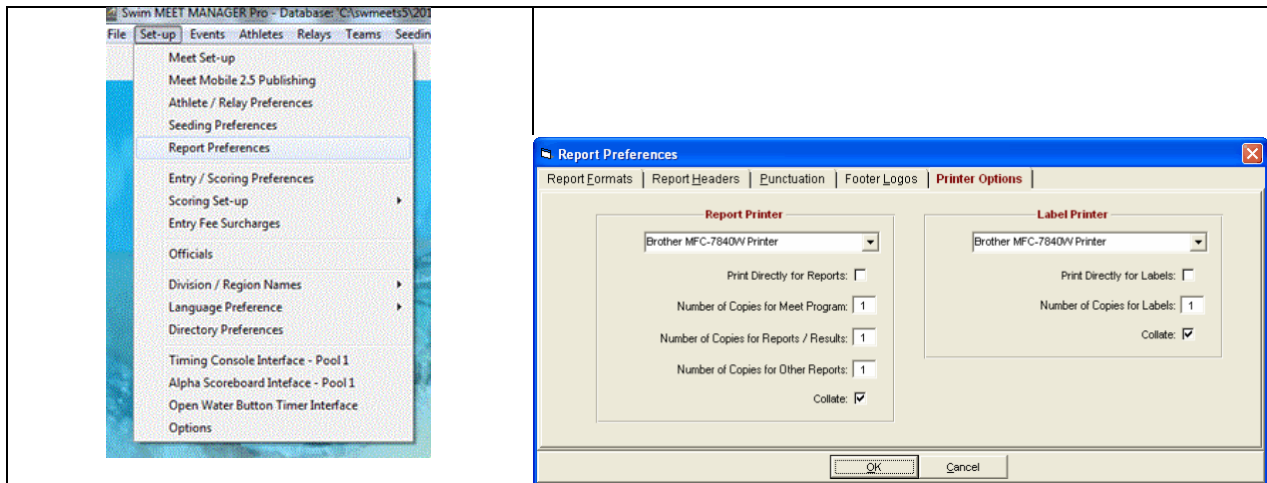 Swim MEET MANAGER Pro - Database: 'C:\swmeets5\201
File Set-up Events Athletes Relays Teams Seedin
Meet Set-up
Meet Mobile 2.5 Publishing
Athlete / Relay Preferences
Seeding Preferences
Report Preferences
Entry / Scoring Preferences
Scoring Set-up
Entry Fee Surcharges
Officials
Division / Region Names
Language Preference
Directory Preferences
Timing Console Interface - Pool 1
Alpha Scoreboard Inteface - Pool 1
Open Water Button Timer Interface
Options
Report Preferences
Report Formats Report Headers Punctuation Footer Logos Printer Options
Report Printer
Brother MFC-7840W Printer
Print Directly for Reports:
Number of Copies for Meet Program: 1
Number of Copies for Reports / Results: 1
Number of Copies for Other Reports: 1
Collate:
Label Printer
Brother MFC-7840W Printer
Print Directly for Labels:
Number of Copies for Labels: 1
Collate:
OK Cancel